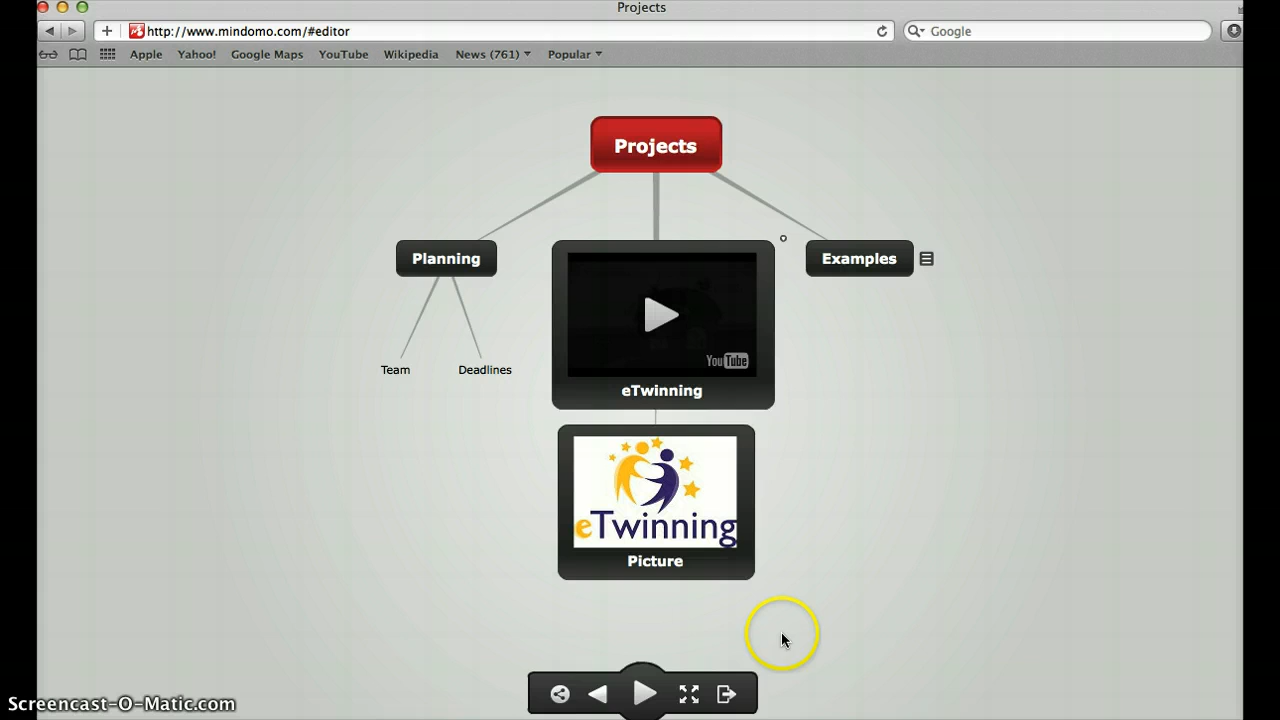 Projects
http://www.mindomo.com/#editor
Google
Apple Yahoo! Google Maps YouTube Wikipedia News (761) Popular
Projects
Planning
Examples
YouTube
Team Deadlines
eTwinning
eTwinning
Picture
Screencast-O-Matic.com